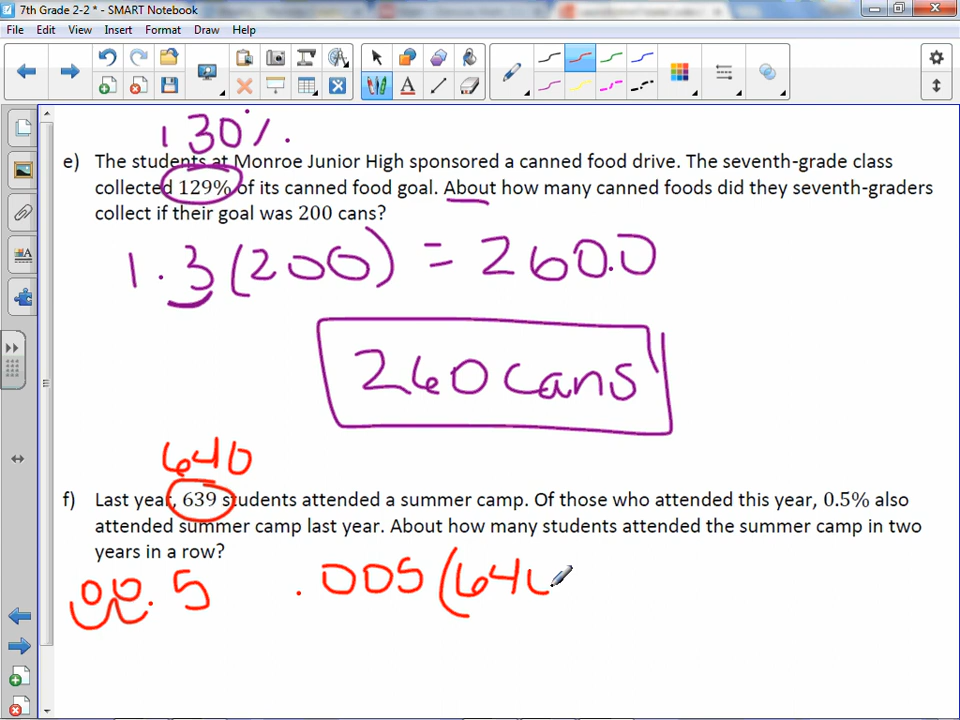 7th Grade 2-2 * - SMART Notebook
File Edit View Insert Format Draw Help
130%.
e) The students at Monroe Junior High sponsored a canned food drive. The seventh-grade class
collected 129% of its canned food goal. About how many canned foods did they seventh-graders
collect if their goal was 200 cans?
1.3(200) = 260.0
260 cans
640
f) Last year, 639 students attended a summer camp. Of those who attended this year, 0.5% also
attended summer camp last year. About how many students attended the summer camp in two
years in a row?
00.5 .005(640